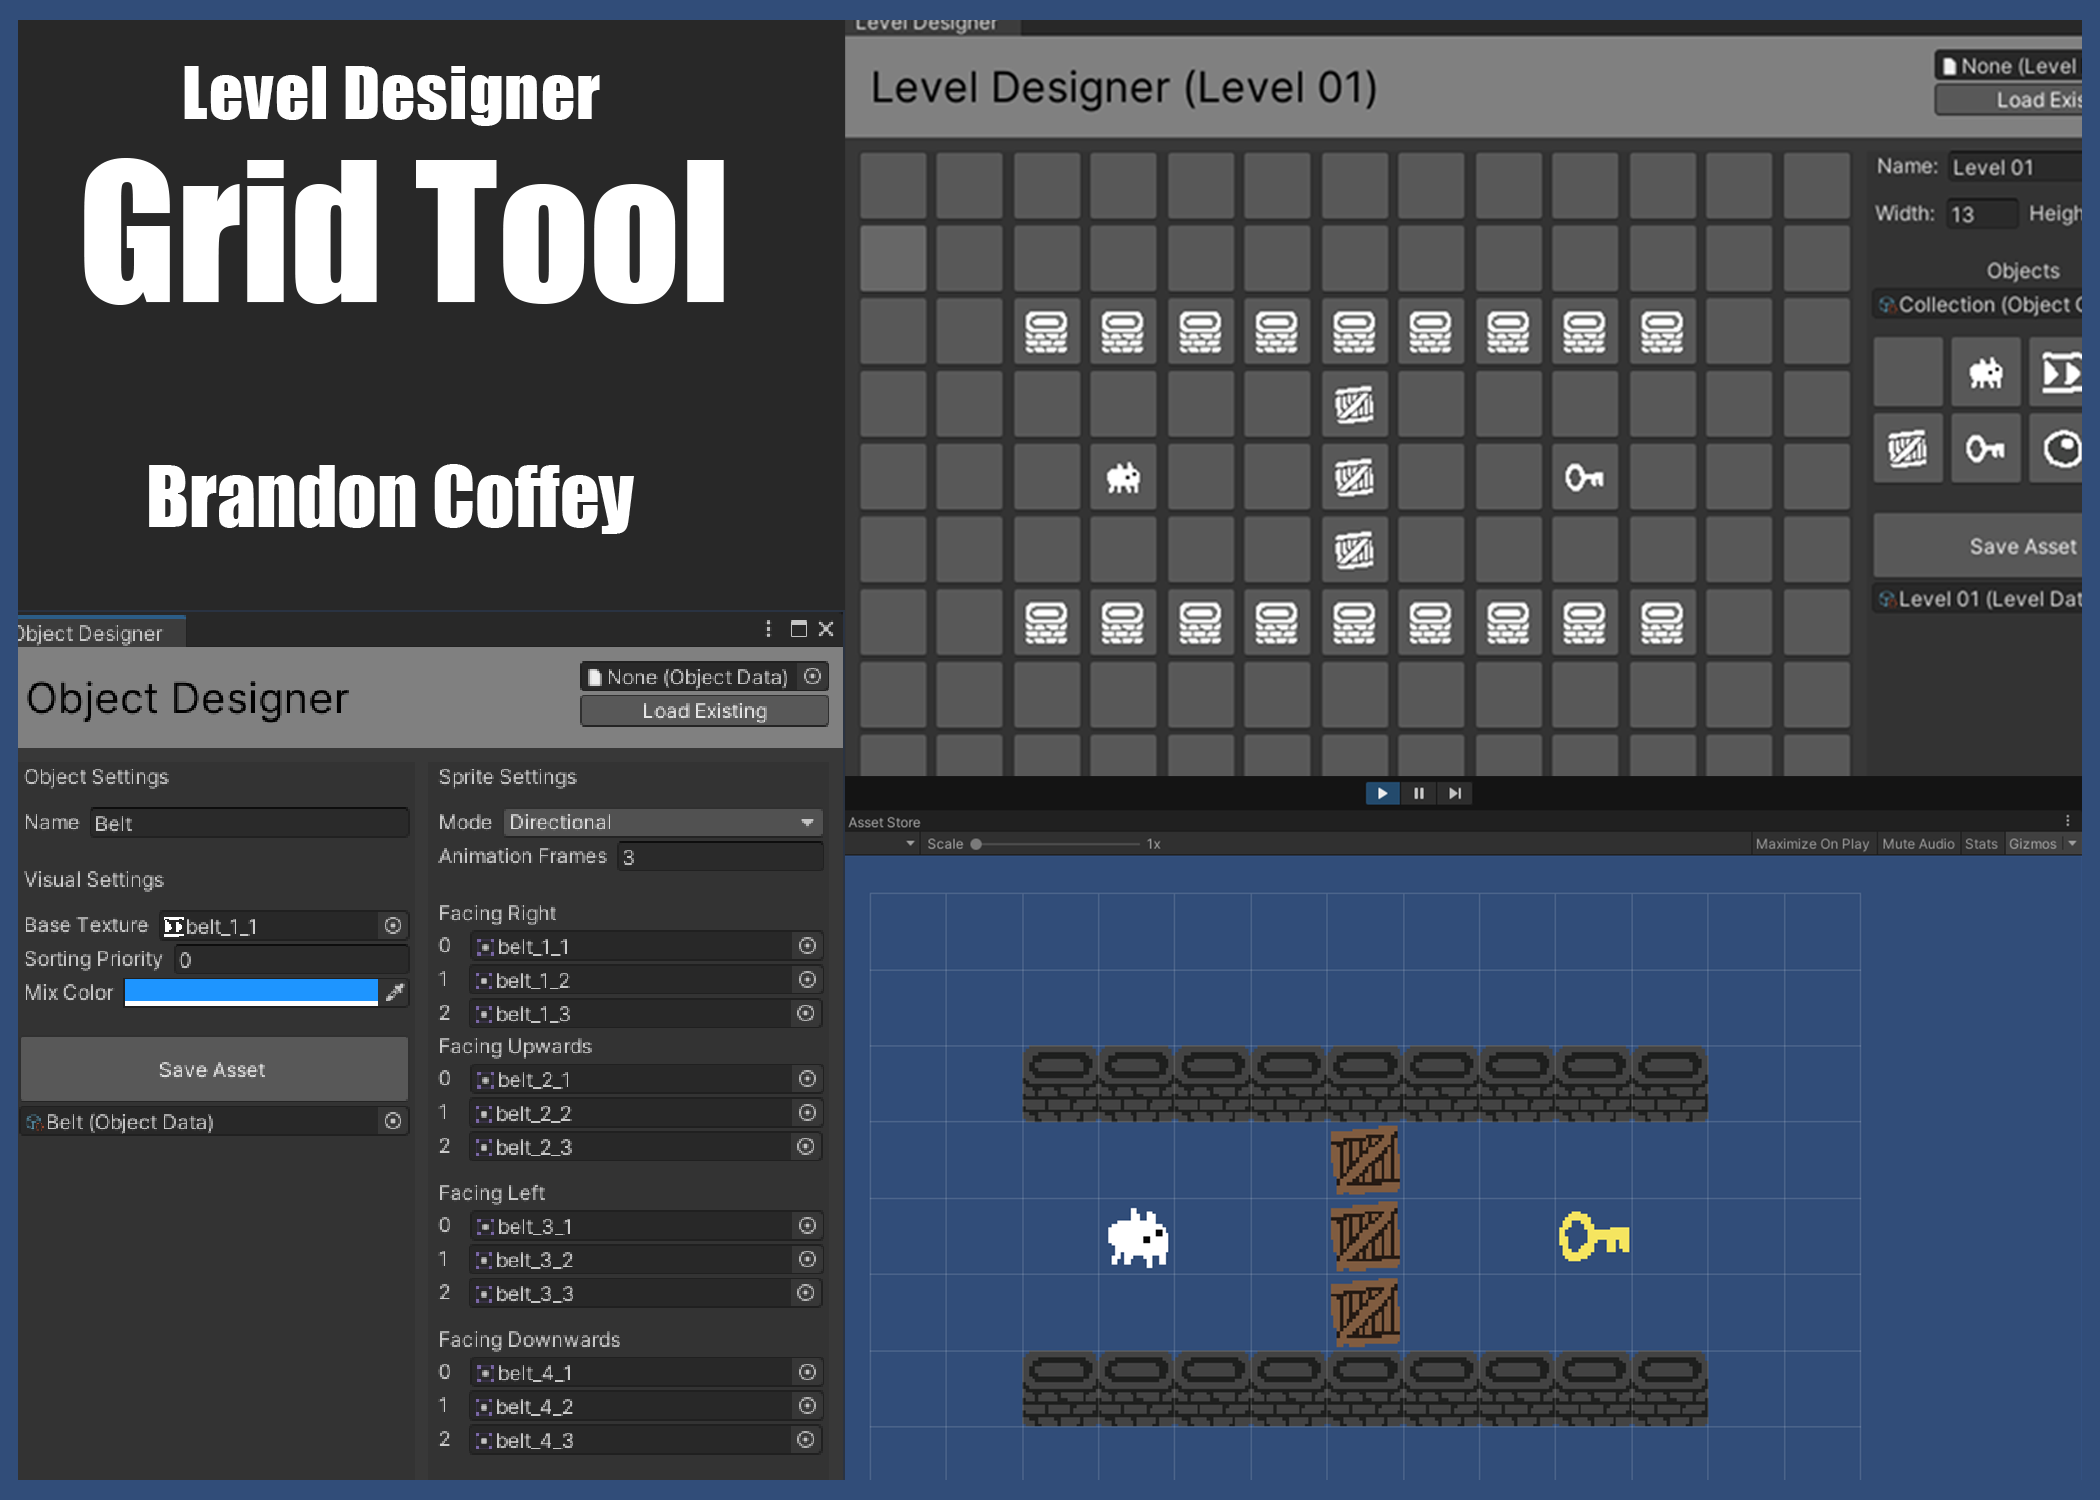 Level Designer
Grid Tool
Brandon Coffey
Level Designer
Level Designer (Level 01)
None (Level
Load Exis
Name: Level 01
Width: 13 Heigh
Objects
Collection (Object C
Save Asset
Level 01 (Level Dat
Object Designer
Object Designer
None (Object Data)
Load Existing
Object Settings
Name Belt
Visual Settings
Base Texture belt_1_1
Sorting Priority 0
Mix Color
Save Asset
Belt (Object Data)
Sprite Settings
Mode Directional
Animation Frames 3
Facing Right
0 belt_1_1
1 belt_1_2
2 belt_1_3
Facing Upwards
0 belt_2_1
1 belt_2_2
2 belt_2_3
Facing Left
0 belt_3_1
1 belt_3_2
2 belt_3_3
Facing Downwards
0 belt_4_1
1 belt_4_2
2 belt_4_3
Asset Store
Scale 1x
Maximize On Play Mute Audio Stats Gizmos